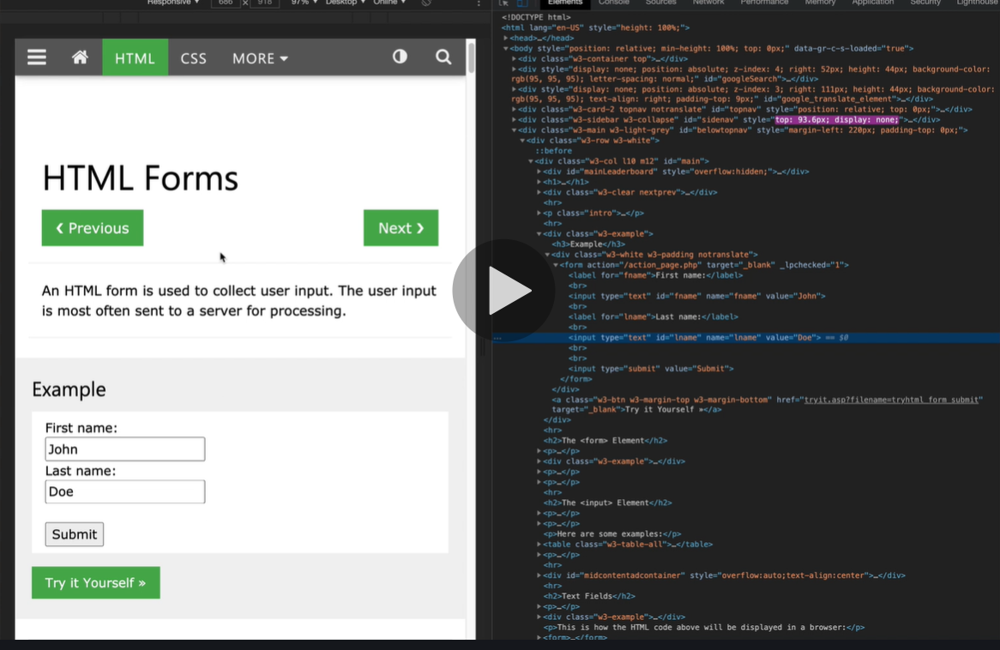 Responsive ▼ 686 x 918 97% ▼ Desktop ▼ Online ▼
HTML CSS MORE
HTML Forms
❮ Previous Next ❯
An HTML form is used to collect user input. The user input
is most often sent to a server for processing.
Example
First name:
John
Last name:
Doe
Submit
Try it Yourself »
Elements Console Sources Network Performance Memory Application Security Lighthouse
<!DOCTYPE html>
<html lang="en-US" style="height: 100%;">
▶<head>…</head>
▼<body style="position: relative; min-height: 100%; top: 0px;" data-gr-c-s-loaded="true">
▶<div class="w3-container top">…</div>
▶<div style="display: none; position: absolute; z-index: 4; right: 52px; height: 44px; background-color:
rgb(95, 95, 95); letter-spacing: normal;" id="googleSearch">…</div>
▶<div style="display: none; position: absolute; z-index: 3; right: 111px; height: 44px; background-color:
rgb(95, 95, 95); text-align: right; padding-top: 9px;" id="google_translate_element">…</div>
▶<div class="w3-card-2 topnav notranslate" id="topnav" style="position: relative; top: 0px;">…</div>
▶<div class="w3-sidebar w3-collapse" id="sidenav" style="top: 93.6px; display: none;">…</div>
▼<div class="w3-main w3-light-grey" id="belowtopnav" style="margin-left: 220px; padding-top: 0px;">
▼<div class="w3-row w3-white">
::before
▼<div class="w3-col l10 m12" id="main">
▶<div id="mainLeaderboard" style="overflow:hidden;">…</div>
▶<h1>…</h1>
▶<div class="w3-clear nextprev">…</div>
<hr>
▶<p class="intro">…</p>
<hr>
▼<div class="w3-example">
<h3>Example</h3>
▼<div class="w3-white w3-padding notranslate">
▼<form action="/action_page.php" target="_blank" _lpchecked="1">
<label for="fname">First name:</label>
<br>
<input type="text" id="fname" name="fname" value="John">
<br>
<label for="lname">Last name:</label>
<br>
… <input type="text" id="lname" name="lname" value="Doe"> == $0
<br>
<br>
<input type="submit" value="Submit">
</form>
</div>
<a class="w3-btn w3-margin-top w3-margin-bottom" href="tryit.asp?filename=tryhtml_form_submit"
target="_blank">Try it Yourself »</a>
</div>
<hr>
<h2>The <form> Element</h2>
▶<p>…</p>
▶<div class="w3-example">…</div>
▶<p>…</p>
▶<p>…</p>
<hr>
<h2>The <input> Element</h2>
▶<p>…</p>
▶<p>…</p>
<p>Here are some examples:</p>
▶<table class="w3-table-all">…</table>
▶<p>…</p>
<hr>
▶<div id="midcontentadcontainer" style="overflow:auto;text-align:center">…</div>
<hr>
<h2>Text Fields</h2>
▶<p>…</p>
▶<div class="w3-example">…</div>
<p>This is how the HTML code above will be displayed in a browser:</p>
▶<form>…</form>